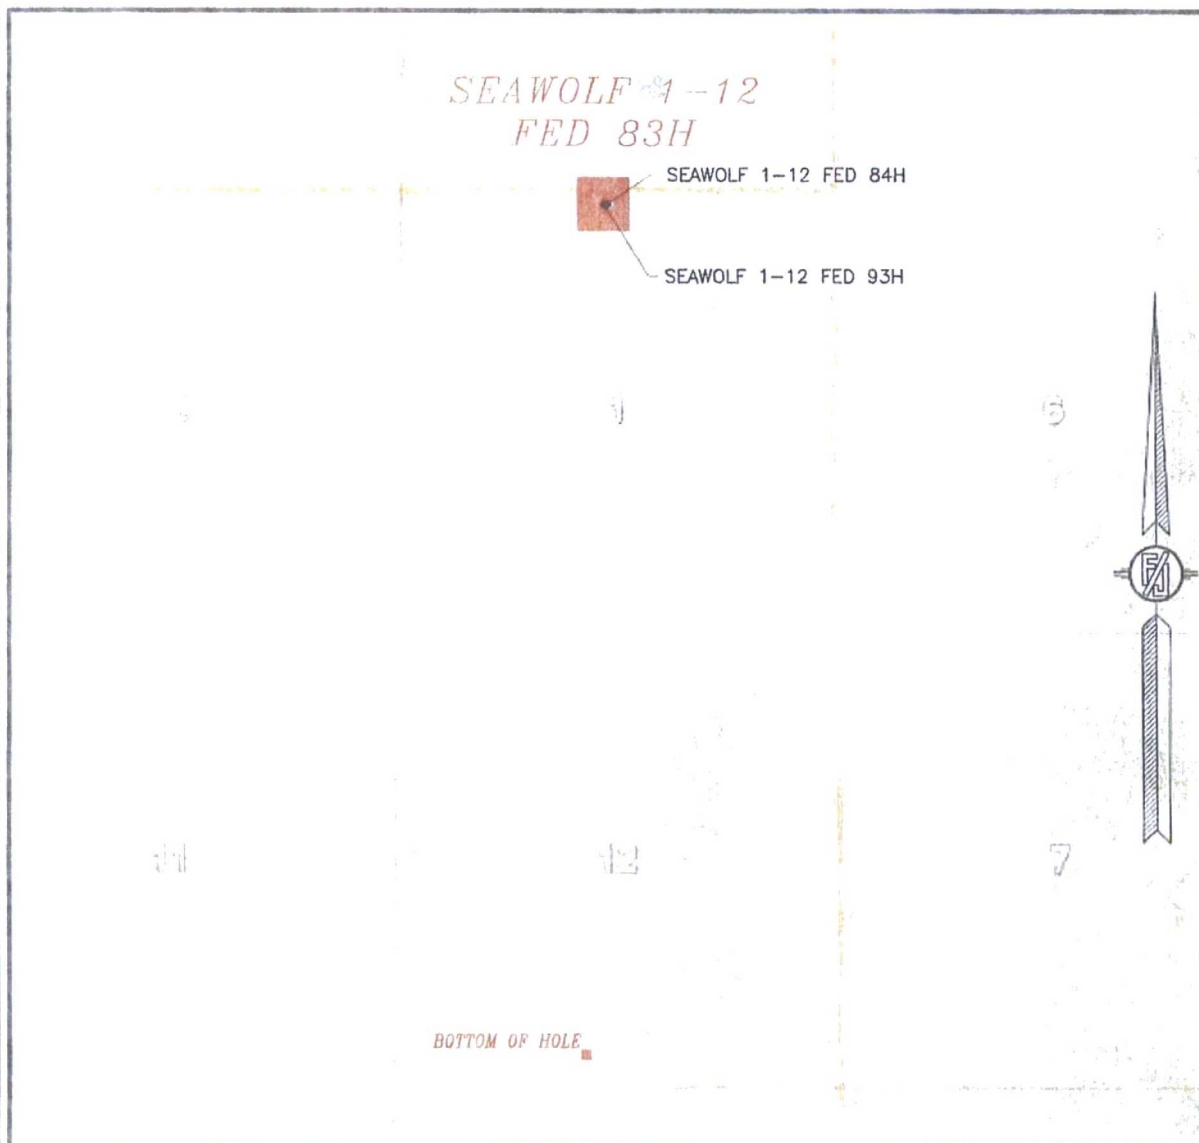 SEAWOLF 1-12
FED 83H
SEAWOLF 1-12 FED 84H
SEAWOLF 1-12 FED 93H
6
11
12
7
BOTTOM OF HOLE